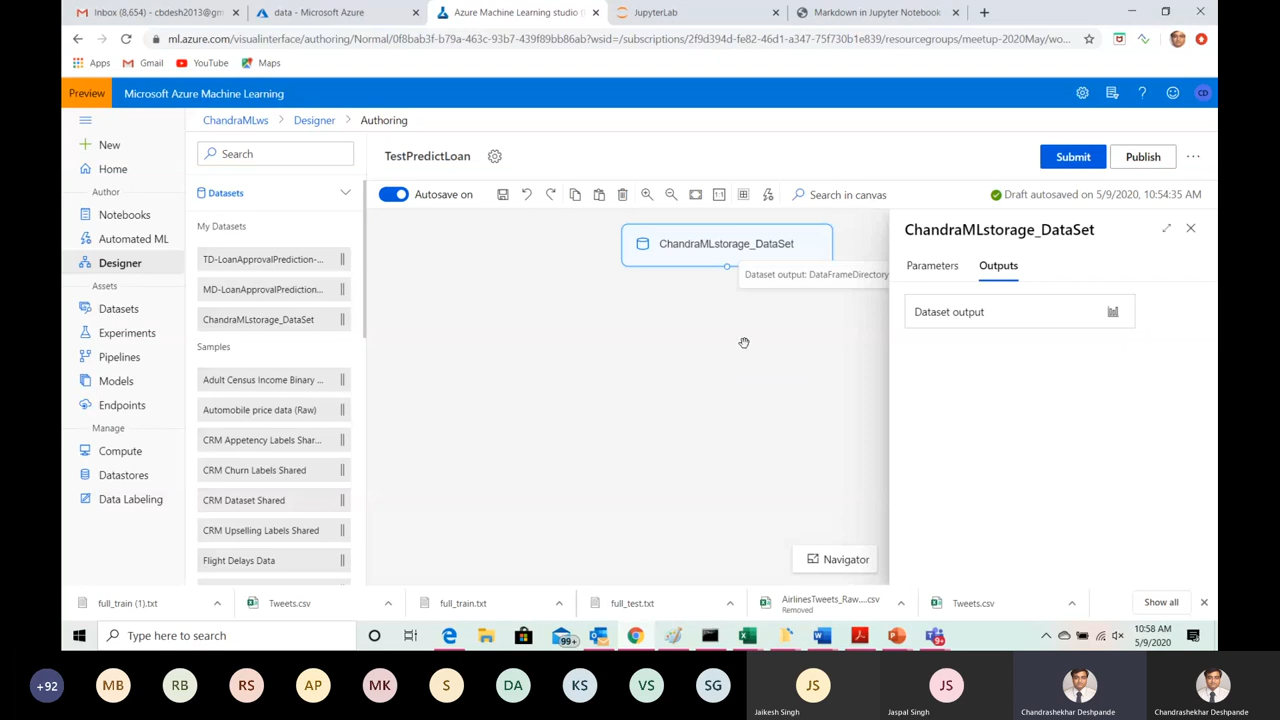 Inbox (8,654) - cbdesh2013@gm
data - Microsoft Azure
Azure Machine Learning studio (
JupyterLab
Markdown in Jupyter Notebook
ml.azure.com/visualinterface/authoring/Normal/0f8bab3f-b79a-463c-93b7-439f89bb86ab?wsid=/subscriptions/2f9d394d-fe82-46d1-a347-75f730b1e839/resourcegroups/meetup-2020May/wo...
Apps
Gmail
YouTube
Maps
Preview
Microsoft Azure Machine Learning
CD
New
Home
Author
Notebooks
Automated ML
Designer
Assets
Datasets
Experiments
Pipelines
Models
Endpoints
Manage
Compute
Datastores
Data Labeling
ChandraMLws > Designer > Authoring
Search
Datasets
My Datasets
TD-LoanApprovalPrediction-...
MD-LoanApprovalPrediction...
ChandraMLstorage_DataSet
Samples
Adult Census Income Binary ...
Automobile price data (Raw)
CRM Appetency Labels Shar...
CRM Churn Labels Shared
CRM Dataset Shared
CRM Upselling Labels Shared
Flight Delays Data
TestPredictLoan
Submit
Publish
Autosave on
1:1
Search in canvas
Draft autosaved on 5/9/2020, 10:54:35 AM
ChandraMLstorage_DataSet
Dataset output: DataFrameDirectory
Navigator
ChandraMLstorage_DataSet
Parameters
Outputs
Dataset output
full_train (1).txt
Tweets.csv
full_train.txt
full_test.txt
AirlinesTweets_Raw....csv
Removed
Tweets.csv
Show all
Type here to search
99+
9+
10:58 AM
5/9/2020
+92
MB
RB
RS
AP
MK
S
DA
KS
VS
SG
JS
Jaikesh Singh
JS
Jaspal Singh
Chandrashekhar Deshpande
Chandrashekhar Deshpande